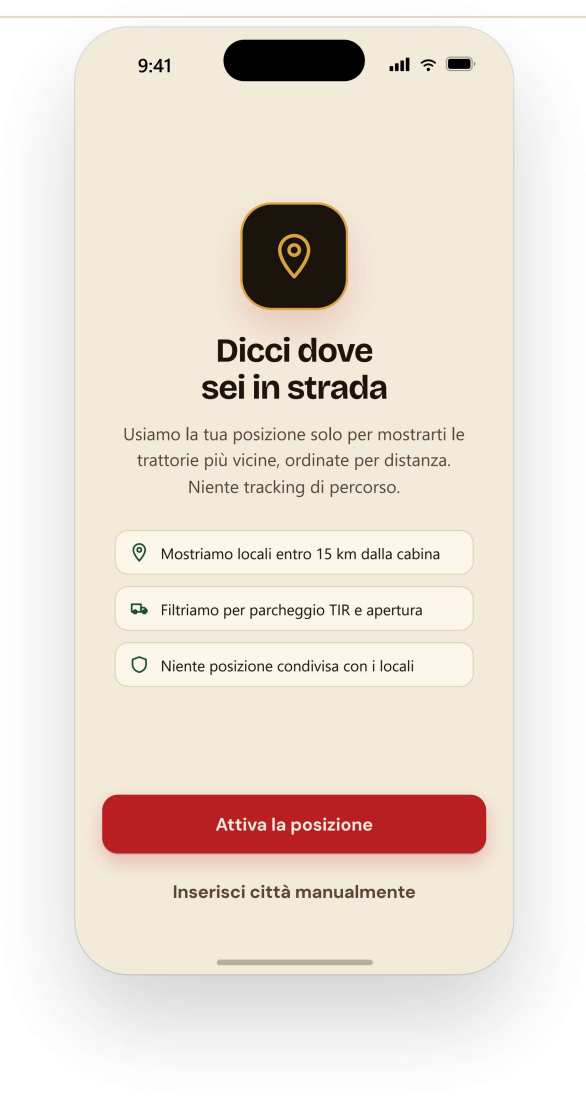 9:41
Dicci dove
sei in strada
Usiamo la tua posizione solo per mostrarti le
trattorie più vicine, ordinate per distanza.
Niente tracking di percorso.
Mostriamo locali entro 15 km dalla cabina
Filtriamo per parcheggio TIR e apertura
Niente posizione condivisa con i locali
Attiva la posizione
Inserisci città manualmente